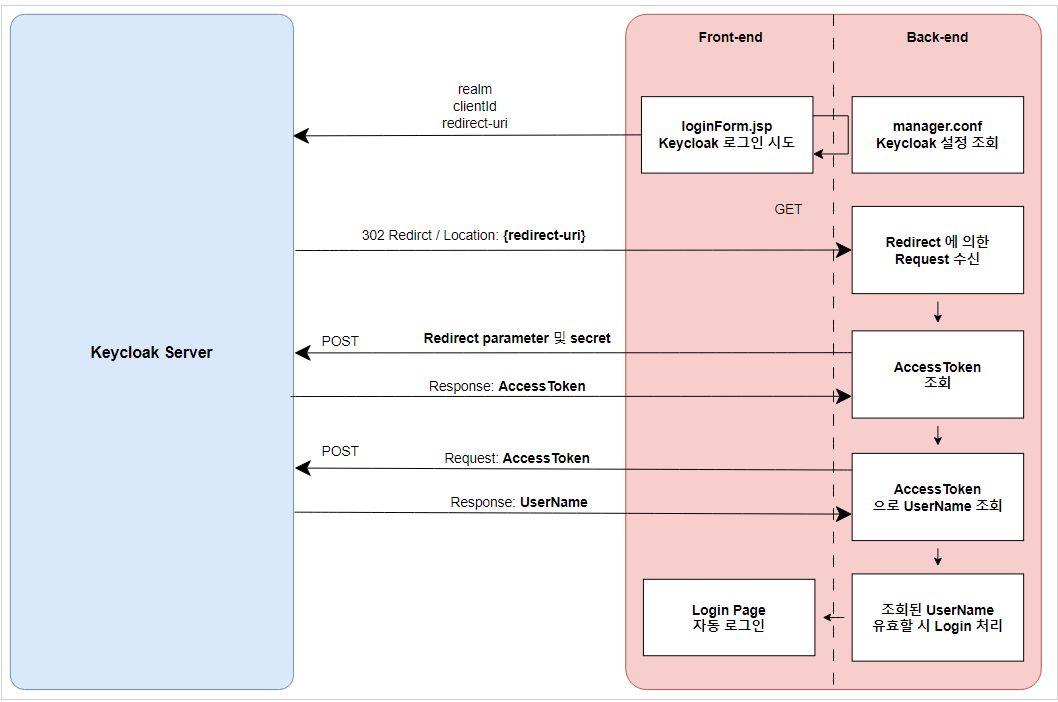 Front-end
Back-end
realm
clientId
redirect-uri
loginForm.jsp
Keycloak 로그인 시도
manager.conf
Keycloak 설정 조회
GET
302 Redirct / Location: {redirect-uri}
Redirect 에 의한
Request 수신
Keycloak Server
POST
Redirect parameter 및 secret
Response: AccessToken
AccessToken
조회
POST
Request: AccessToken
Response: UserName
AccessToken
으로 UserName 조회
Login Page
자동 로그인
조회된 UserName
유효할 시 Login 처리